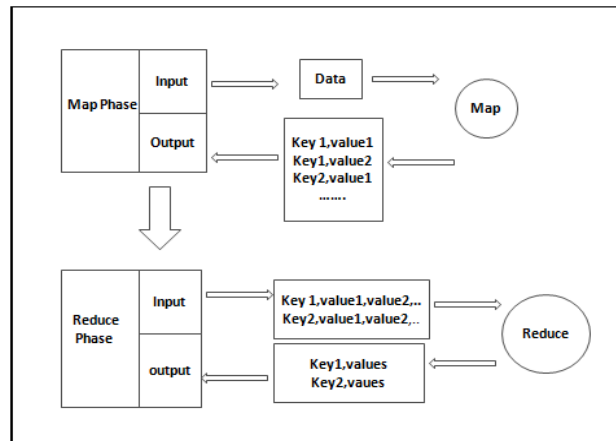 Map Phase
Input
Output
Data
Map
Key 1,value1
Key1,value2
Key2,value1
.......
Reduce
Phase
Input
output
Key 1,value1,value2,..
Key2,value1,value2,..
Reduce
Key1,values
Key2,vaues